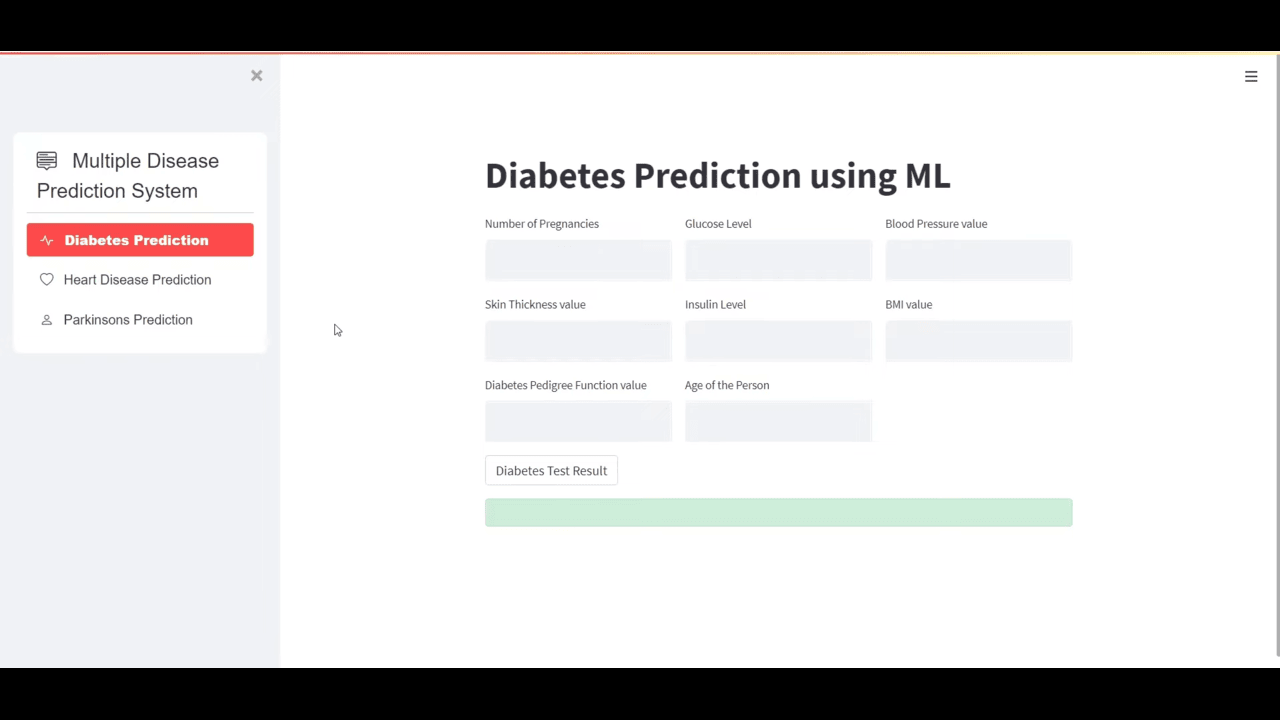 Multiple Disease
Prediction System
Diabetes Prediction
Heart Disease Prediction
Parkinsons Prediction
Diabetes Prediction using ML
Number of Pregnancies
Glucose Level
Blood Pressure value
Skin Thickness value
Insulin Level
BMI value
Diabetes Pedigree Function value
Age of the Person
Diabetes Test Result